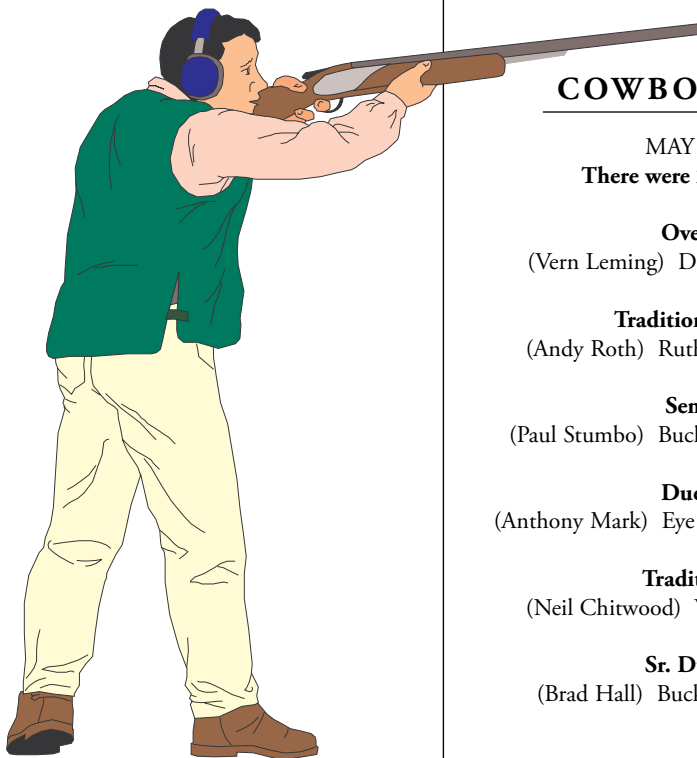 COWBO
MAY
There were
Ove
(Vern Leming) D
Tradition
(Andy Roth) Ruth
Sen
(Paul Stumbo) Buck
Duc
(Anthony Mark) Eye
Tradit
(Neil Chitwood)
Sr. D
(Brad Hall) Buck